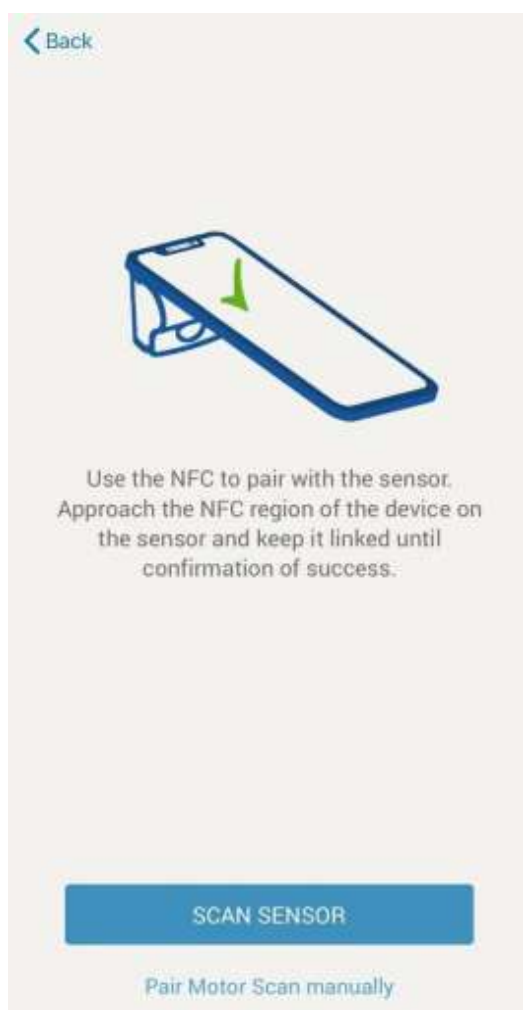 Back
Use the NFC to pair with the sensor.
Approach the NFC region of the device on
the sensor and keep it linked until
confirmation of success.
SCAN SENSOR
Pair Motor Scan manually